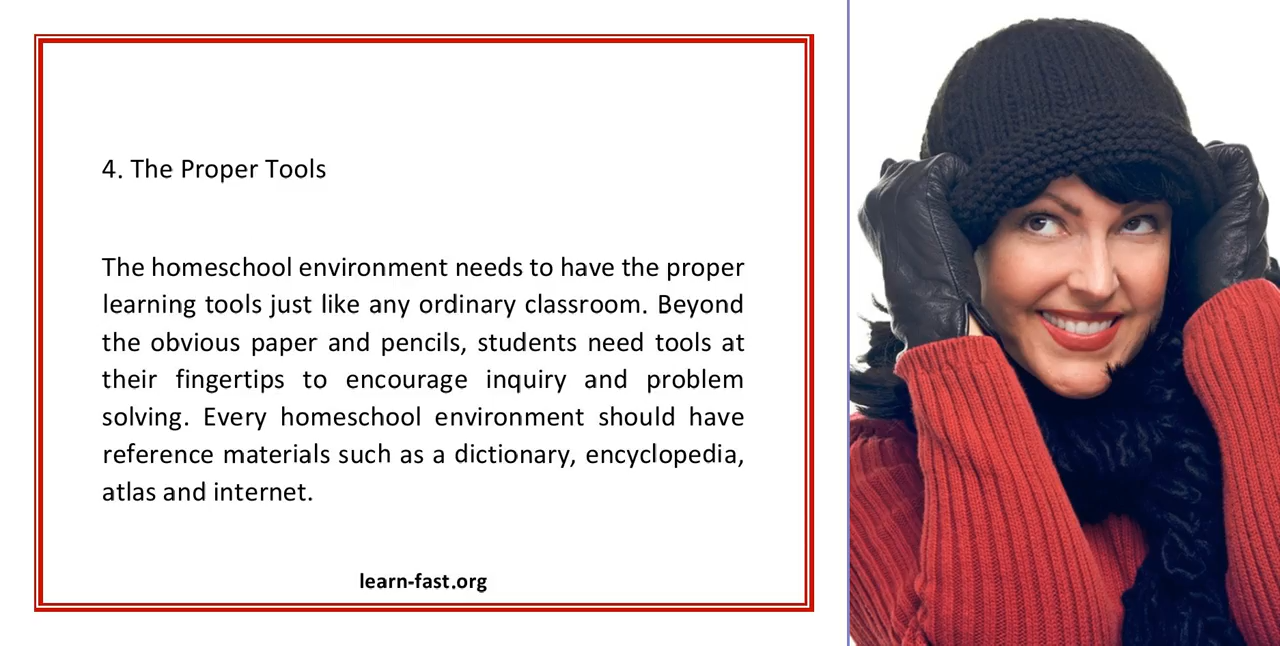 4. The Proper Tools
The homeschool environment needs to have the proper
learning tools just like any ordinary classroom. Beyond
the obvious paper and pencils, students need tools at
their fingertips to encourage inquiry and problem
solving. Every homeschool environment should have
reference materials such as a dictionary, encyclopedia,
atlas and internet.
learn-fast.org